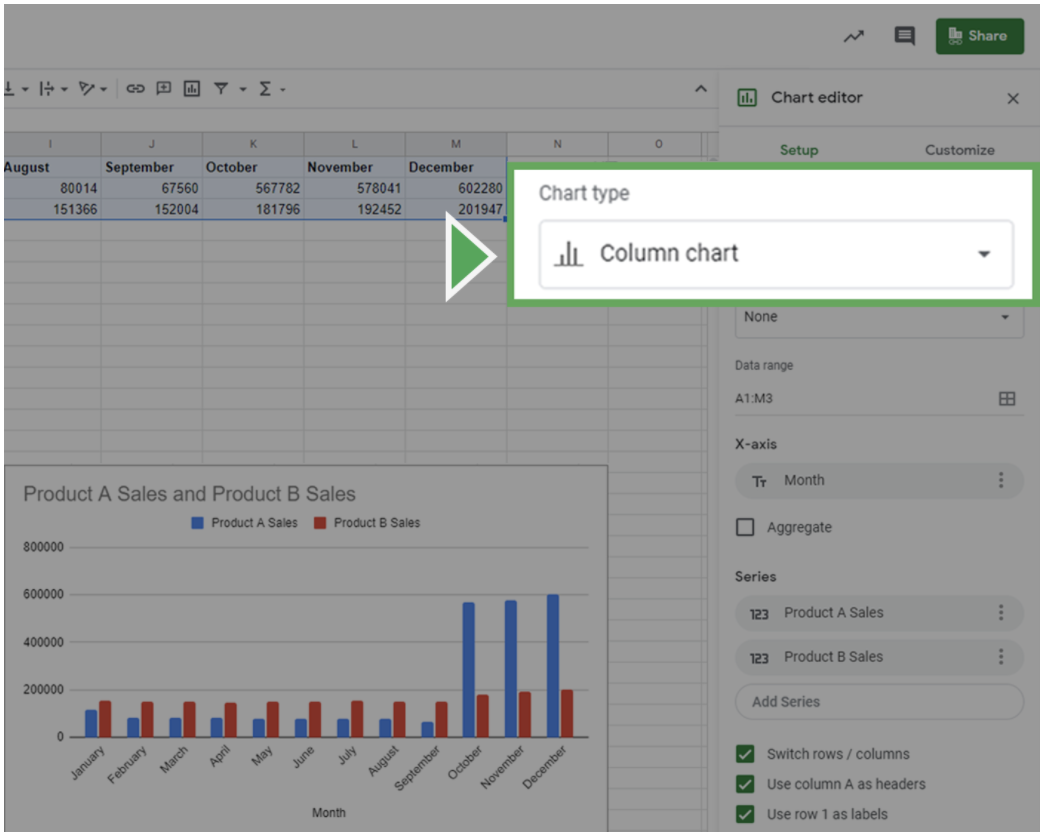 Share
Chart editor
Setup Customize
I J K L M N O
August September October November December
80014 67560 567782 578041 602280
151366 152004 181796 192452 201947
Chart type
Column chart
None
Data range
A1:M3
X-axis
Tт Month
Aggregate
Series
123 Product A Sales
123 Product B Sales
Add Series
Switch rows / columns
Use column A as headers
Use row 1 as labels
Product A Sales and Product B Sales
Product A Sales Product B Sales
800000
600000
400000
200000
0
January February March April May June July August September October November December
Month